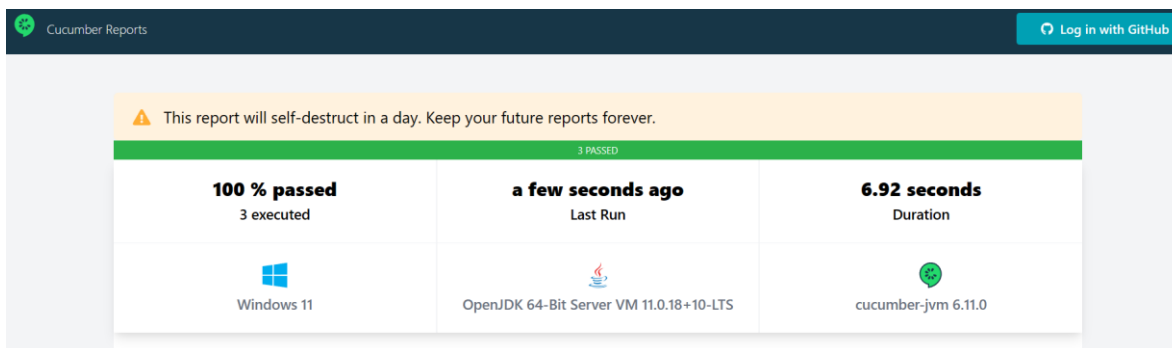 Cucumber Reports
Log in with GitHub
This report will self-destruct in a day. Keep your future reports forever.
3 PASSED
100 % passed
3 executed
a few seconds ago
Last Run
6.92 seconds
Duration
Windows 11
OpenJDK 64-Bit Server VM 11.0.18+10-LTS
cucumber-jvm 6.11.0